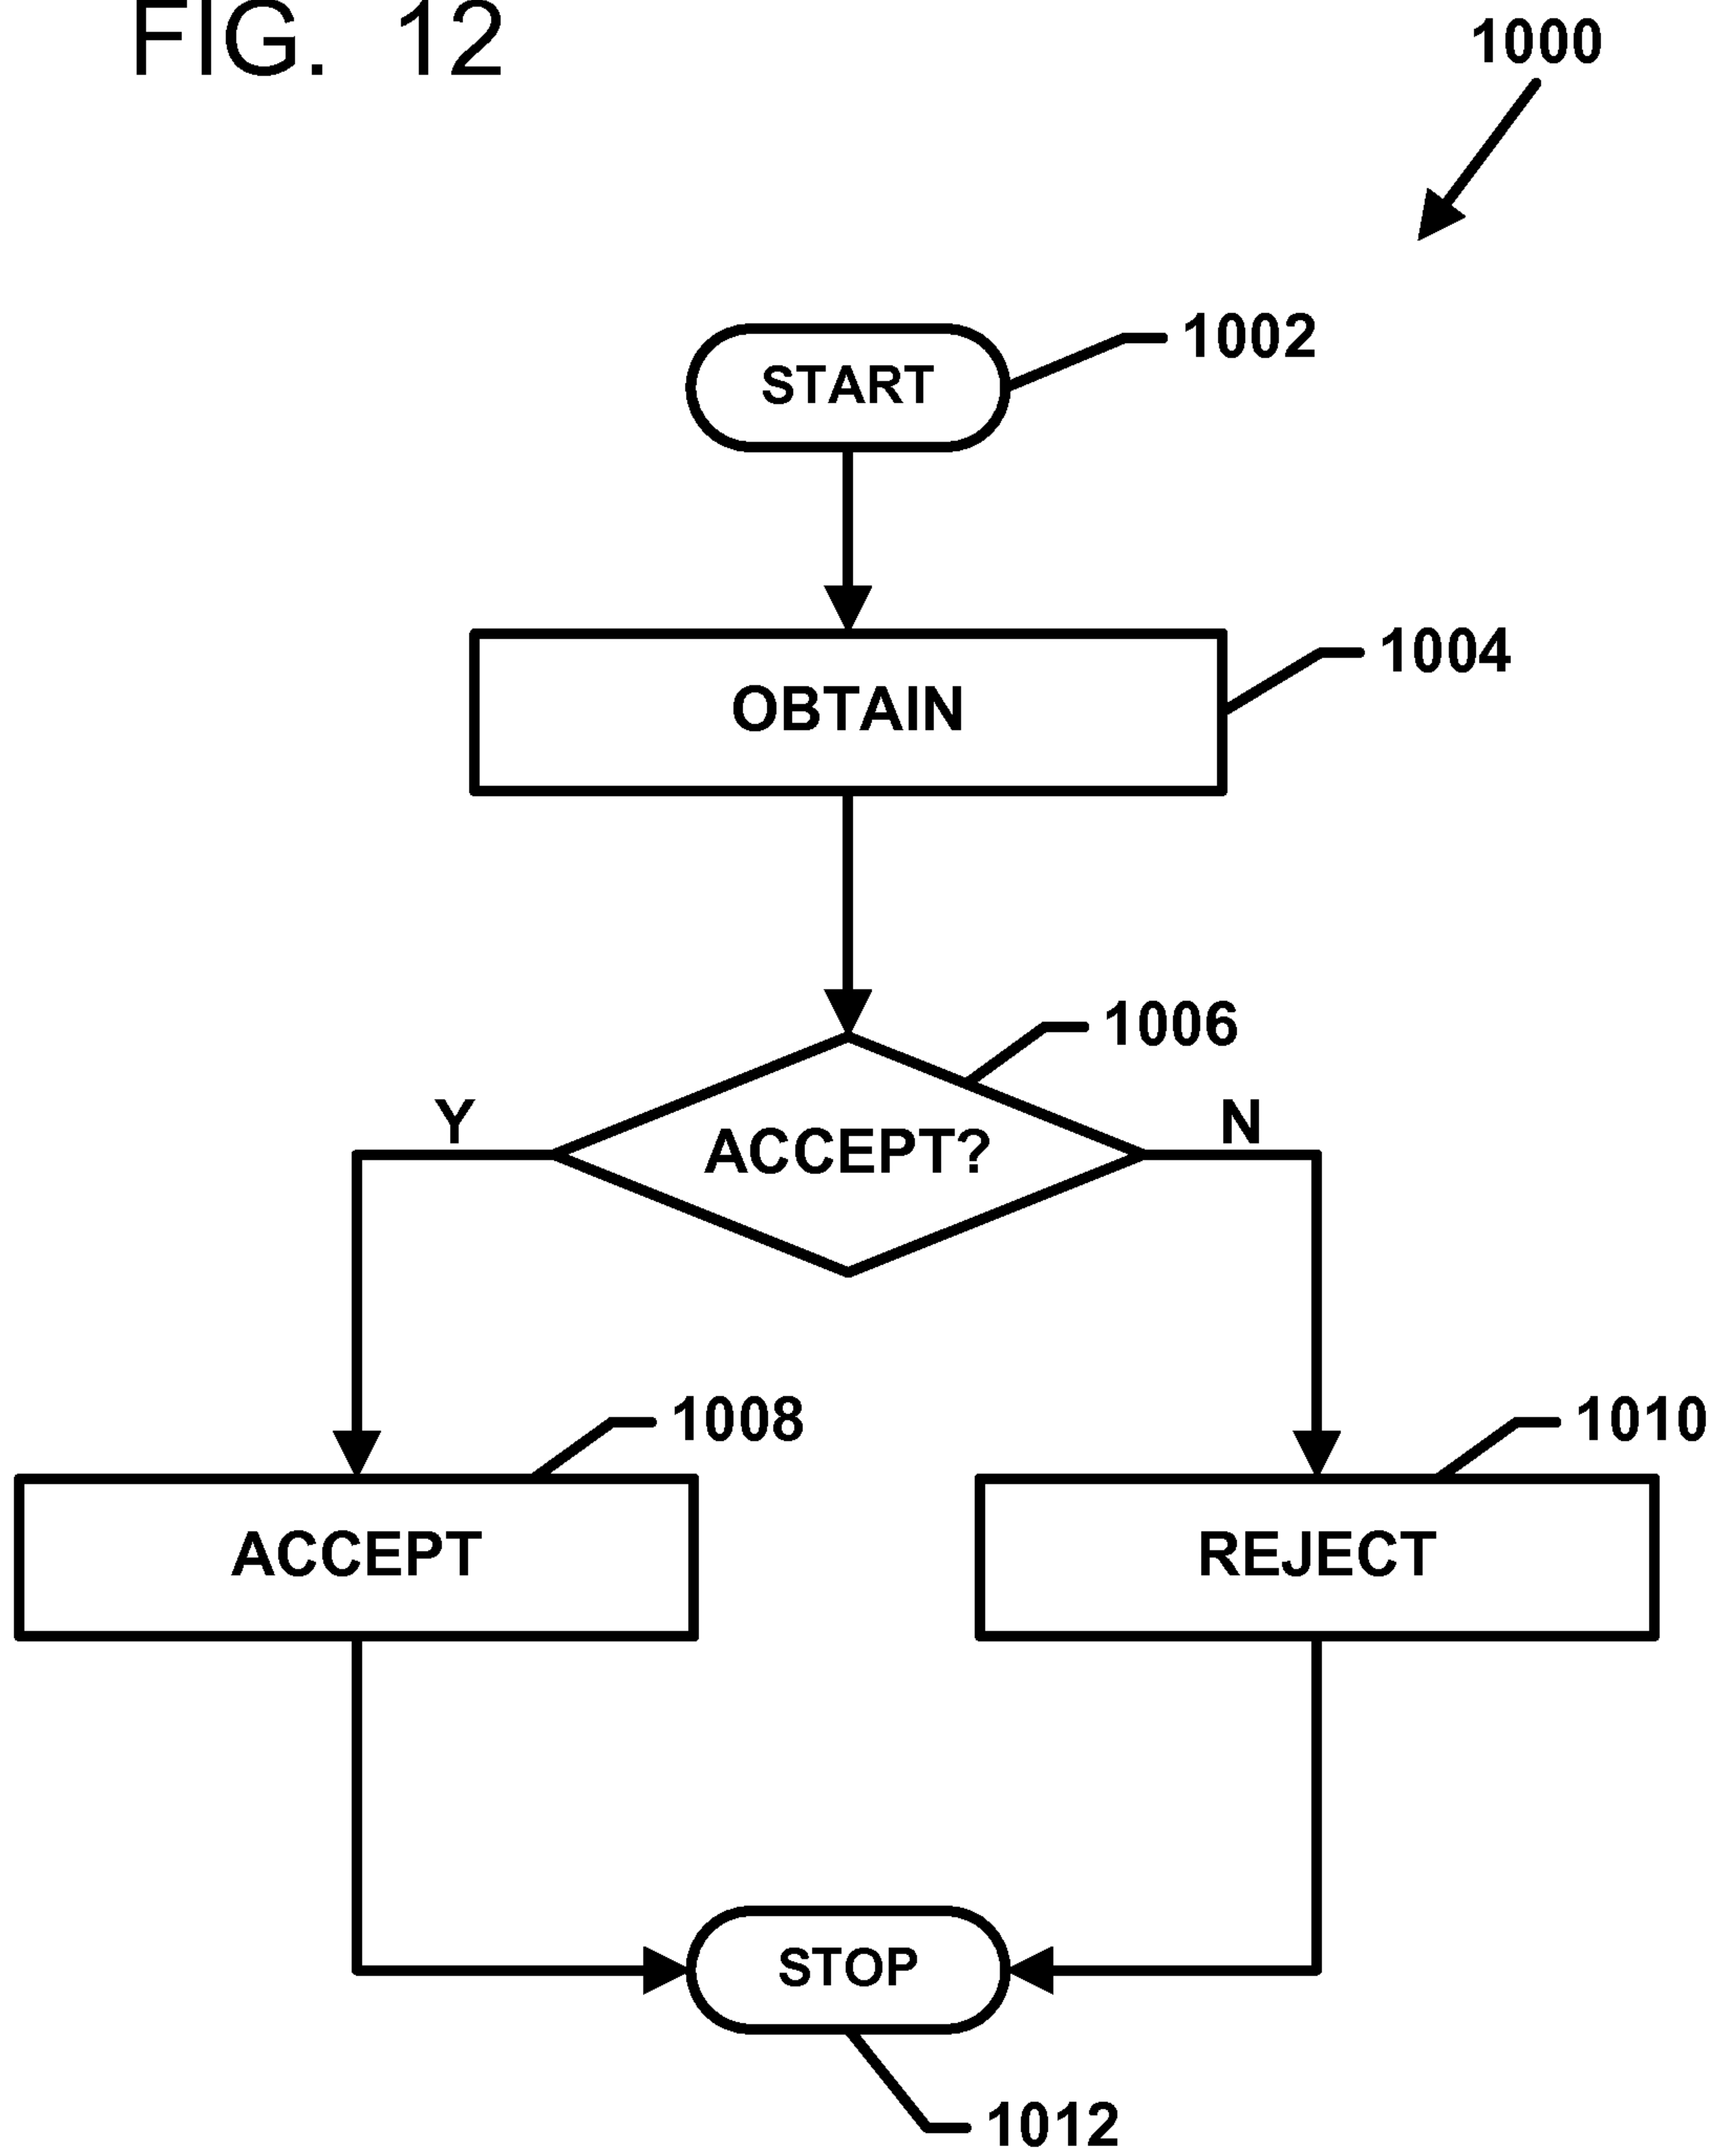 FIG. 12
1000
START
1002
OBTAIN
1004
1006
Y
ACCEPT?
N
1008
1010
ACCEPT
REJECT
STOP
1012